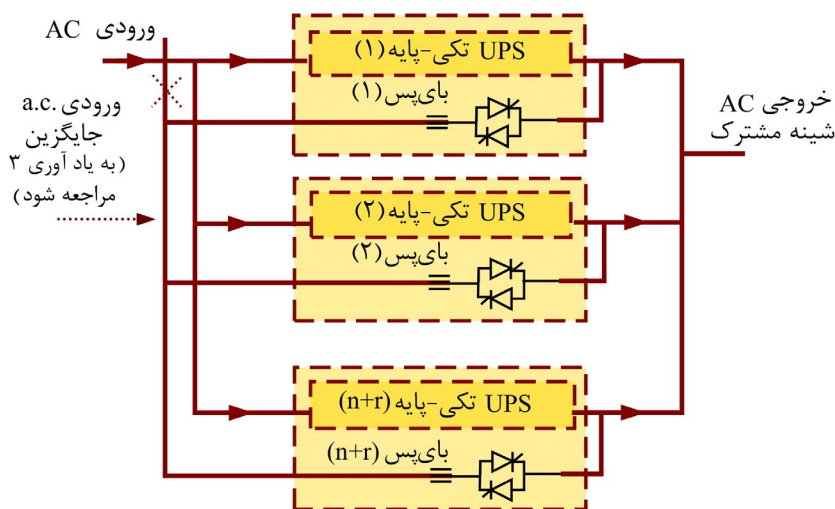 ورودی AC
ورودی a.c.
جایگزین
(به یاد آوری ۳
مراجعه شود)
UPS تکی-پایه (۱)
بای‌پس (۱)
UPS تکی-پایه (۲)
بای‌پس (۲)
UPS تکی-پایه (n+r)
بای‌پس (n+r)
خروجی AC
شینه مشترک